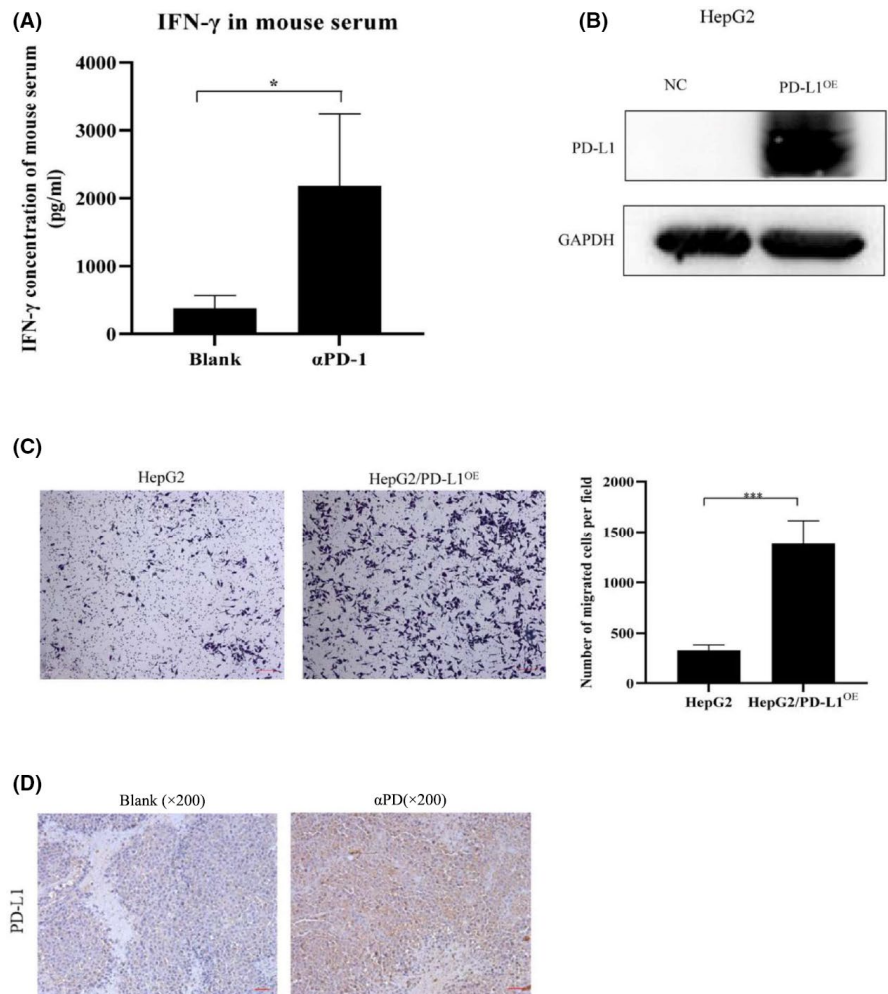 (A)
IFN-γ in mouse serum
IFN-γ concentration of mouse serum
(pg/ml)
4000
3000
2000
1000
0
*
Blank
αPD-1
(B)
HepG2
NC
PD-L1OE
PD-L1
GAPDH
(C)
HepG2
HepG2/PD-L1OE
Number of migrated cells per field
2000
1500
1000
500
0
***
HepG2
HepG2/PD-L1OE
(D)
Blank (×200)
αPD(×200)
PD-L1